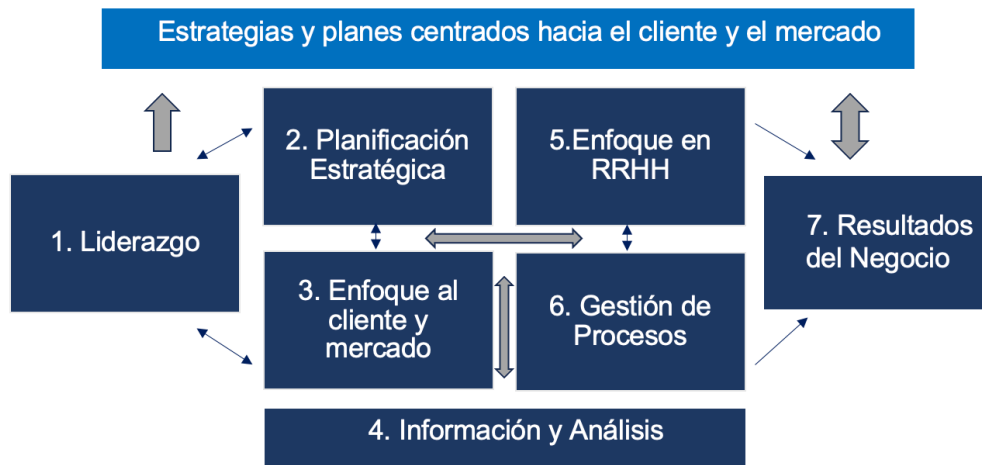 Estrategias y planes centrados hacia el cliente y el mercado
2. Planificación
Estratégica
5.Enfoque en
RRHH
1. Liderazgo
7. Resultados
del Negocio
3. Enfoque al
cliente y
mercado
6. Gestión de
Procesos
4. Información y Análisis